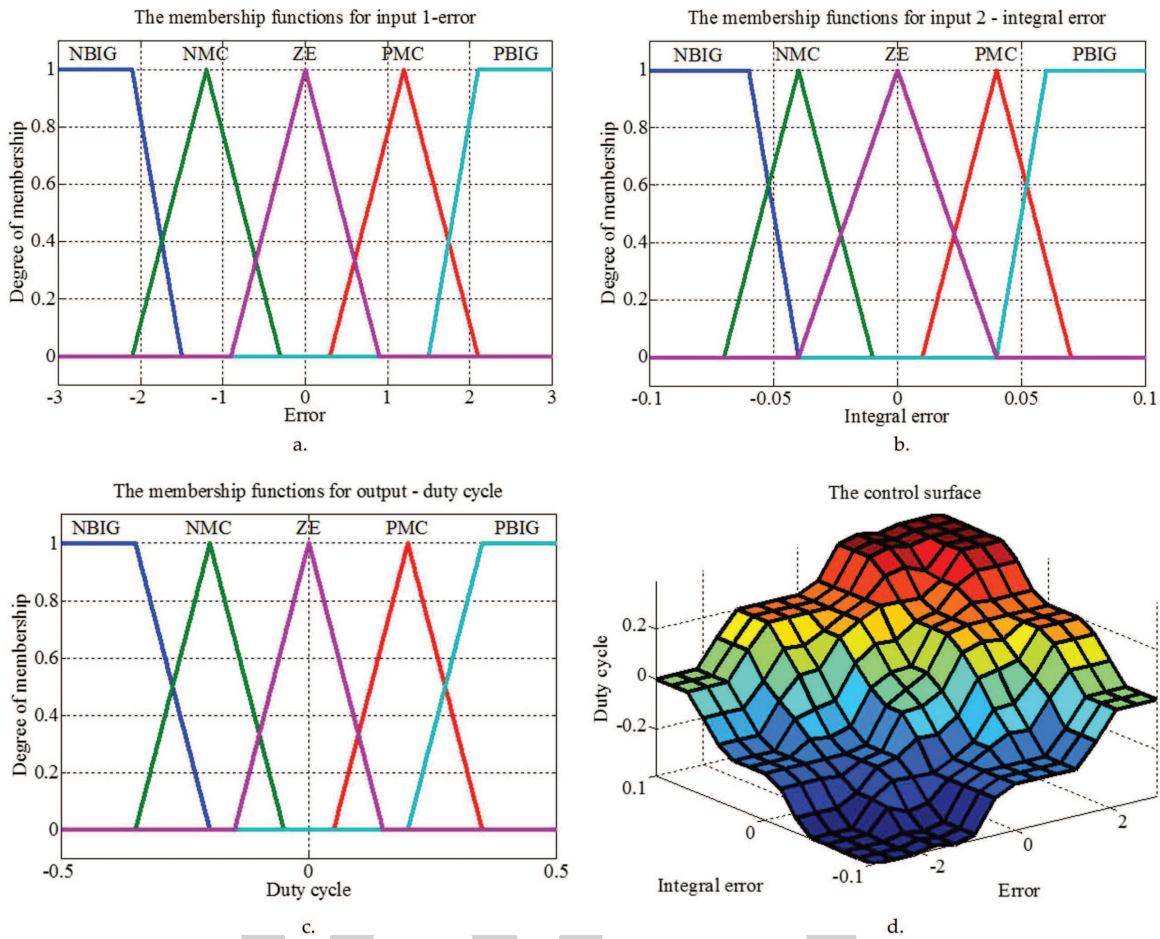 The membership functions for input 1-error
NBIG NMC ZE PMC PBIG
1
0.8
0.6
0.4
0.2
0
-3 -2 -1 0 1 2 3
Degree of membership
Error
a.
The membership functions for input 2 - integral error
NBIG NMC ZE PMC PBIG
1
0.8
0.6
0.4
0.2
0
-0.1 -0.05 0 0.05 0.1
Degree of membership
Integral error
b.
The membership functions for output - duty cycle
NBIG NMC ZE PMC PBIG
1
0.8
0.6
0.4
0.2
0
-0.5 0 0.5
Degree of membership
Duty cycle
c.
The control surface
0.2
0
-0.2
Duty cycle
0.1
0
-0.1
Integral error
-2
0
2
Error
d.